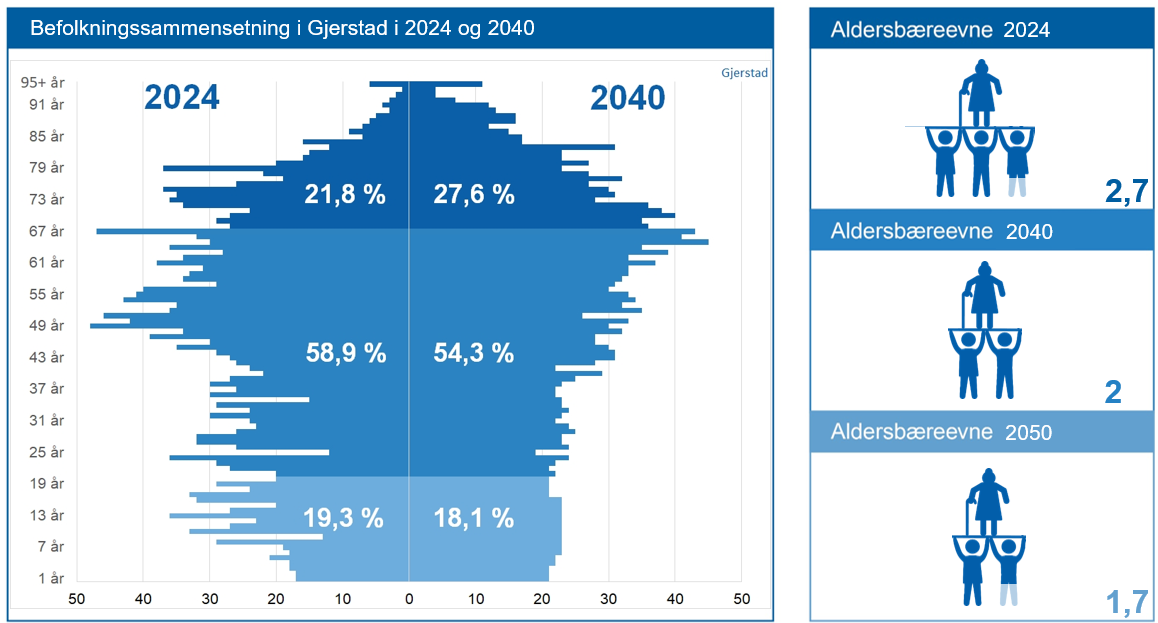 Befolkningssammensetning i Gjerstad i 2024 og 2040
Gjerstad
2024
2040
95+ år
91 år
85 år
79 år
73 år
67 år
61 år
55 år
49 år
43 år
37 år
31 år
25 år
19 år
13 år
7 år
1 år
21,8 %
27,6 %
58,9 %
54,3 %
19,3 %
18,1 %
50 40 30 20 10 0 10 20 30 40 50
Aldersbæreevne 2024
2,7
Aldersbæreevne 2040
2
Aldersbæreevne 2050
1,7